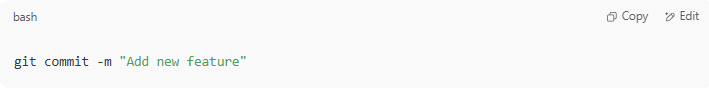 bash
Copy
Edit
git commit -m "Add new feature"